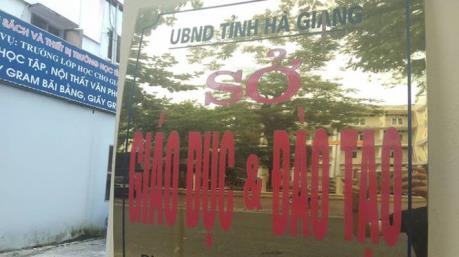 UBND TỈNH HÀ GIANG
SỞ
GIÁO DỤC & ĐÀO TẠO
SÁCH VÀ THIẾT BỊ TRƯỜNG HỌC
VỤ: TRƯỜNG LỚP HỌC CHO
HỌC TẬP, NỘI THẤT VĂN
GRAM BÃI BẰNG, GIẤY